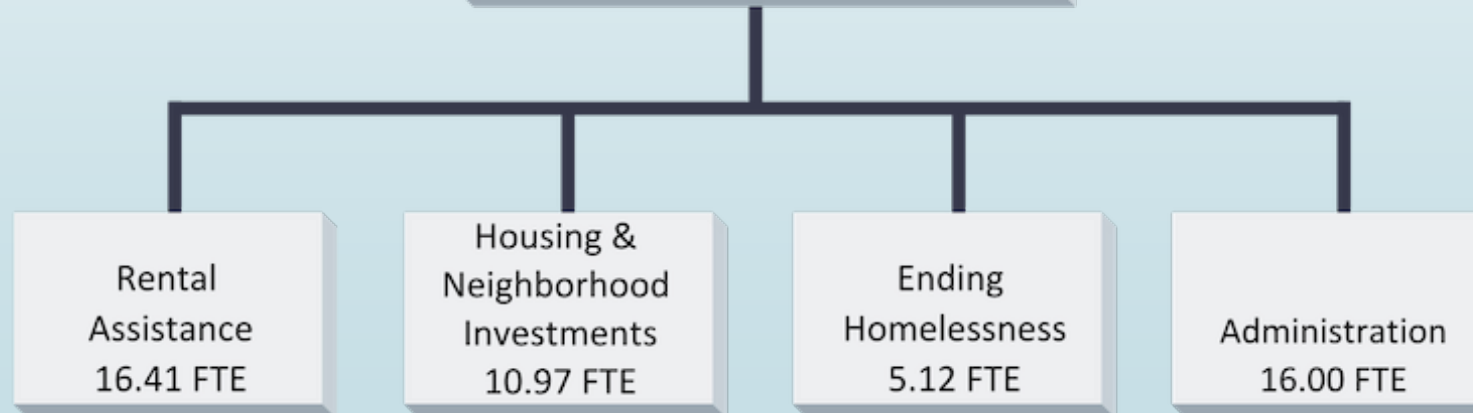 Rental
Assistance
16.41 FTE
Housing &
Neighborhood
Investments
10.97 FTE
Ending
Homelessness
5.12 FTE
Administration
16.00 FTE